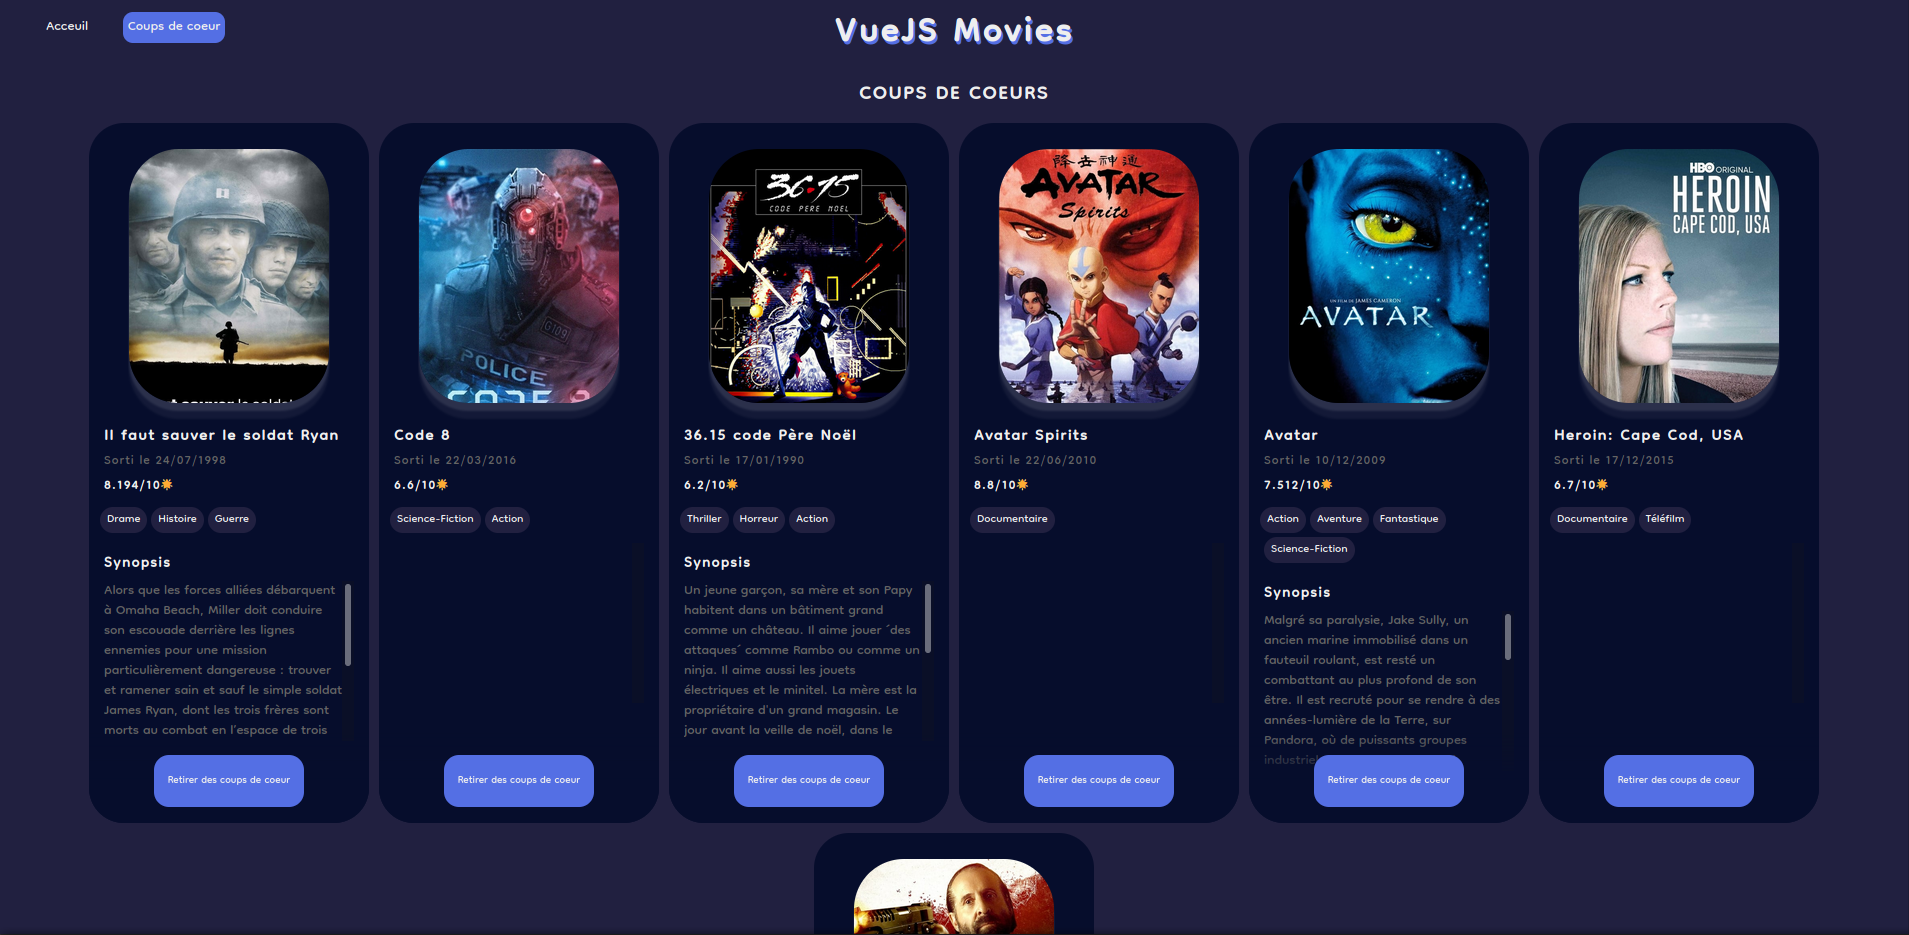 Acceuil
Coups de coeur
VueJS Movies
COUPS DE COEURS
36.15
CODE PERE NOEL
降去神通
AVATAR
Spirits
HBO ORIGINAL
HEROIN
CAPE COD, USA
G109
POLICE
CODE 8
UN FILM DE JAMES CAMERON
AVATAR
Il faut sauver le soldat Ryan
Sorti le 24/07/1998
8.194/10
Drame
Histoire
Guerre
Synopsis
Alors que les forces alliées débarquent
à Omaha Beach, Miller doit conduire
son escouade derrière les lignes
ennemies pour une mission
particulièrement dangereuse : trouver
et ramener sain et sauf le simple soldat
James Ryan, dont les trois frères sont
morts au combat en l'espace de trois
Retirer des coups de coeur
Code 8
Sorti le 22/03/2016
6.6/10
Science-Fiction
Action
Retirer des coups de coeur
36.15 code Père Noël
Sorti le 17/01/1990
6.2/10
Thriller
Horreur
Action
Synopsis
Un jeune garçon, sa mère et son Papy
habitent dans un bâtiment grand
comme un château. Il aime jouer ´des
attaques´ comme Rambo ou comme un
ninja. Il aime aussi les jouets
électriques et le minitel. La mère est la
propriétaire d'un grand magasin. Le
jour avant la veille de noël, dans le
Retirer des coups de coeur
Avatar Spirits
Sorti le 22/06/2010
8.8/10
Documentaire
Retirer des coups de coeur
Avatar
Sorti le 10/12/2009
7.512/10
Action
Aventure
Fantastique
Science-Fiction
Synopsis
Malgré sa paralysie, Jake Sully, un
ancien marine immobilisé dans un
fauteuil roulant, est resté un
combattant au plus profond de son
être. Il est recruté pour se rendre à des
années-lumière de la Terre, sur
Pandora, où de puissants groupes
industriel
Retirer des coups de coeur
Heroin: Cape Cod, USA
Sorti le 17/12/2015
6.7/10
Documentaire
Téléfilm
Retirer des coups de coeur